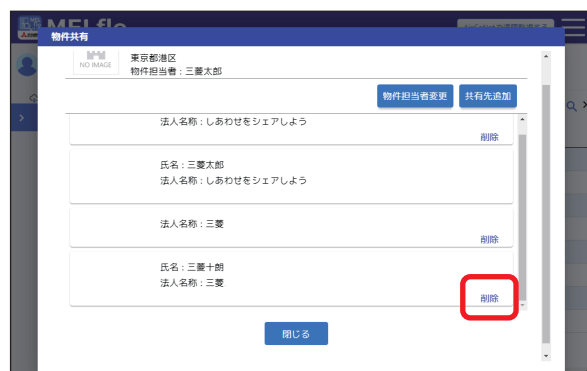 MELflo
物件共有
NO IMAGE
東京都港区
物件担当者：三菱太郎
物件担当者変更
共有先追加
法人名称：しあわせをシェアしよう
削除
氏名：三菱太郎
法人名称：しあわせをシェアしよう
法人名称：三菱
削除
氏名：三菱十朗
法人名称：三菱
削除
閉じる